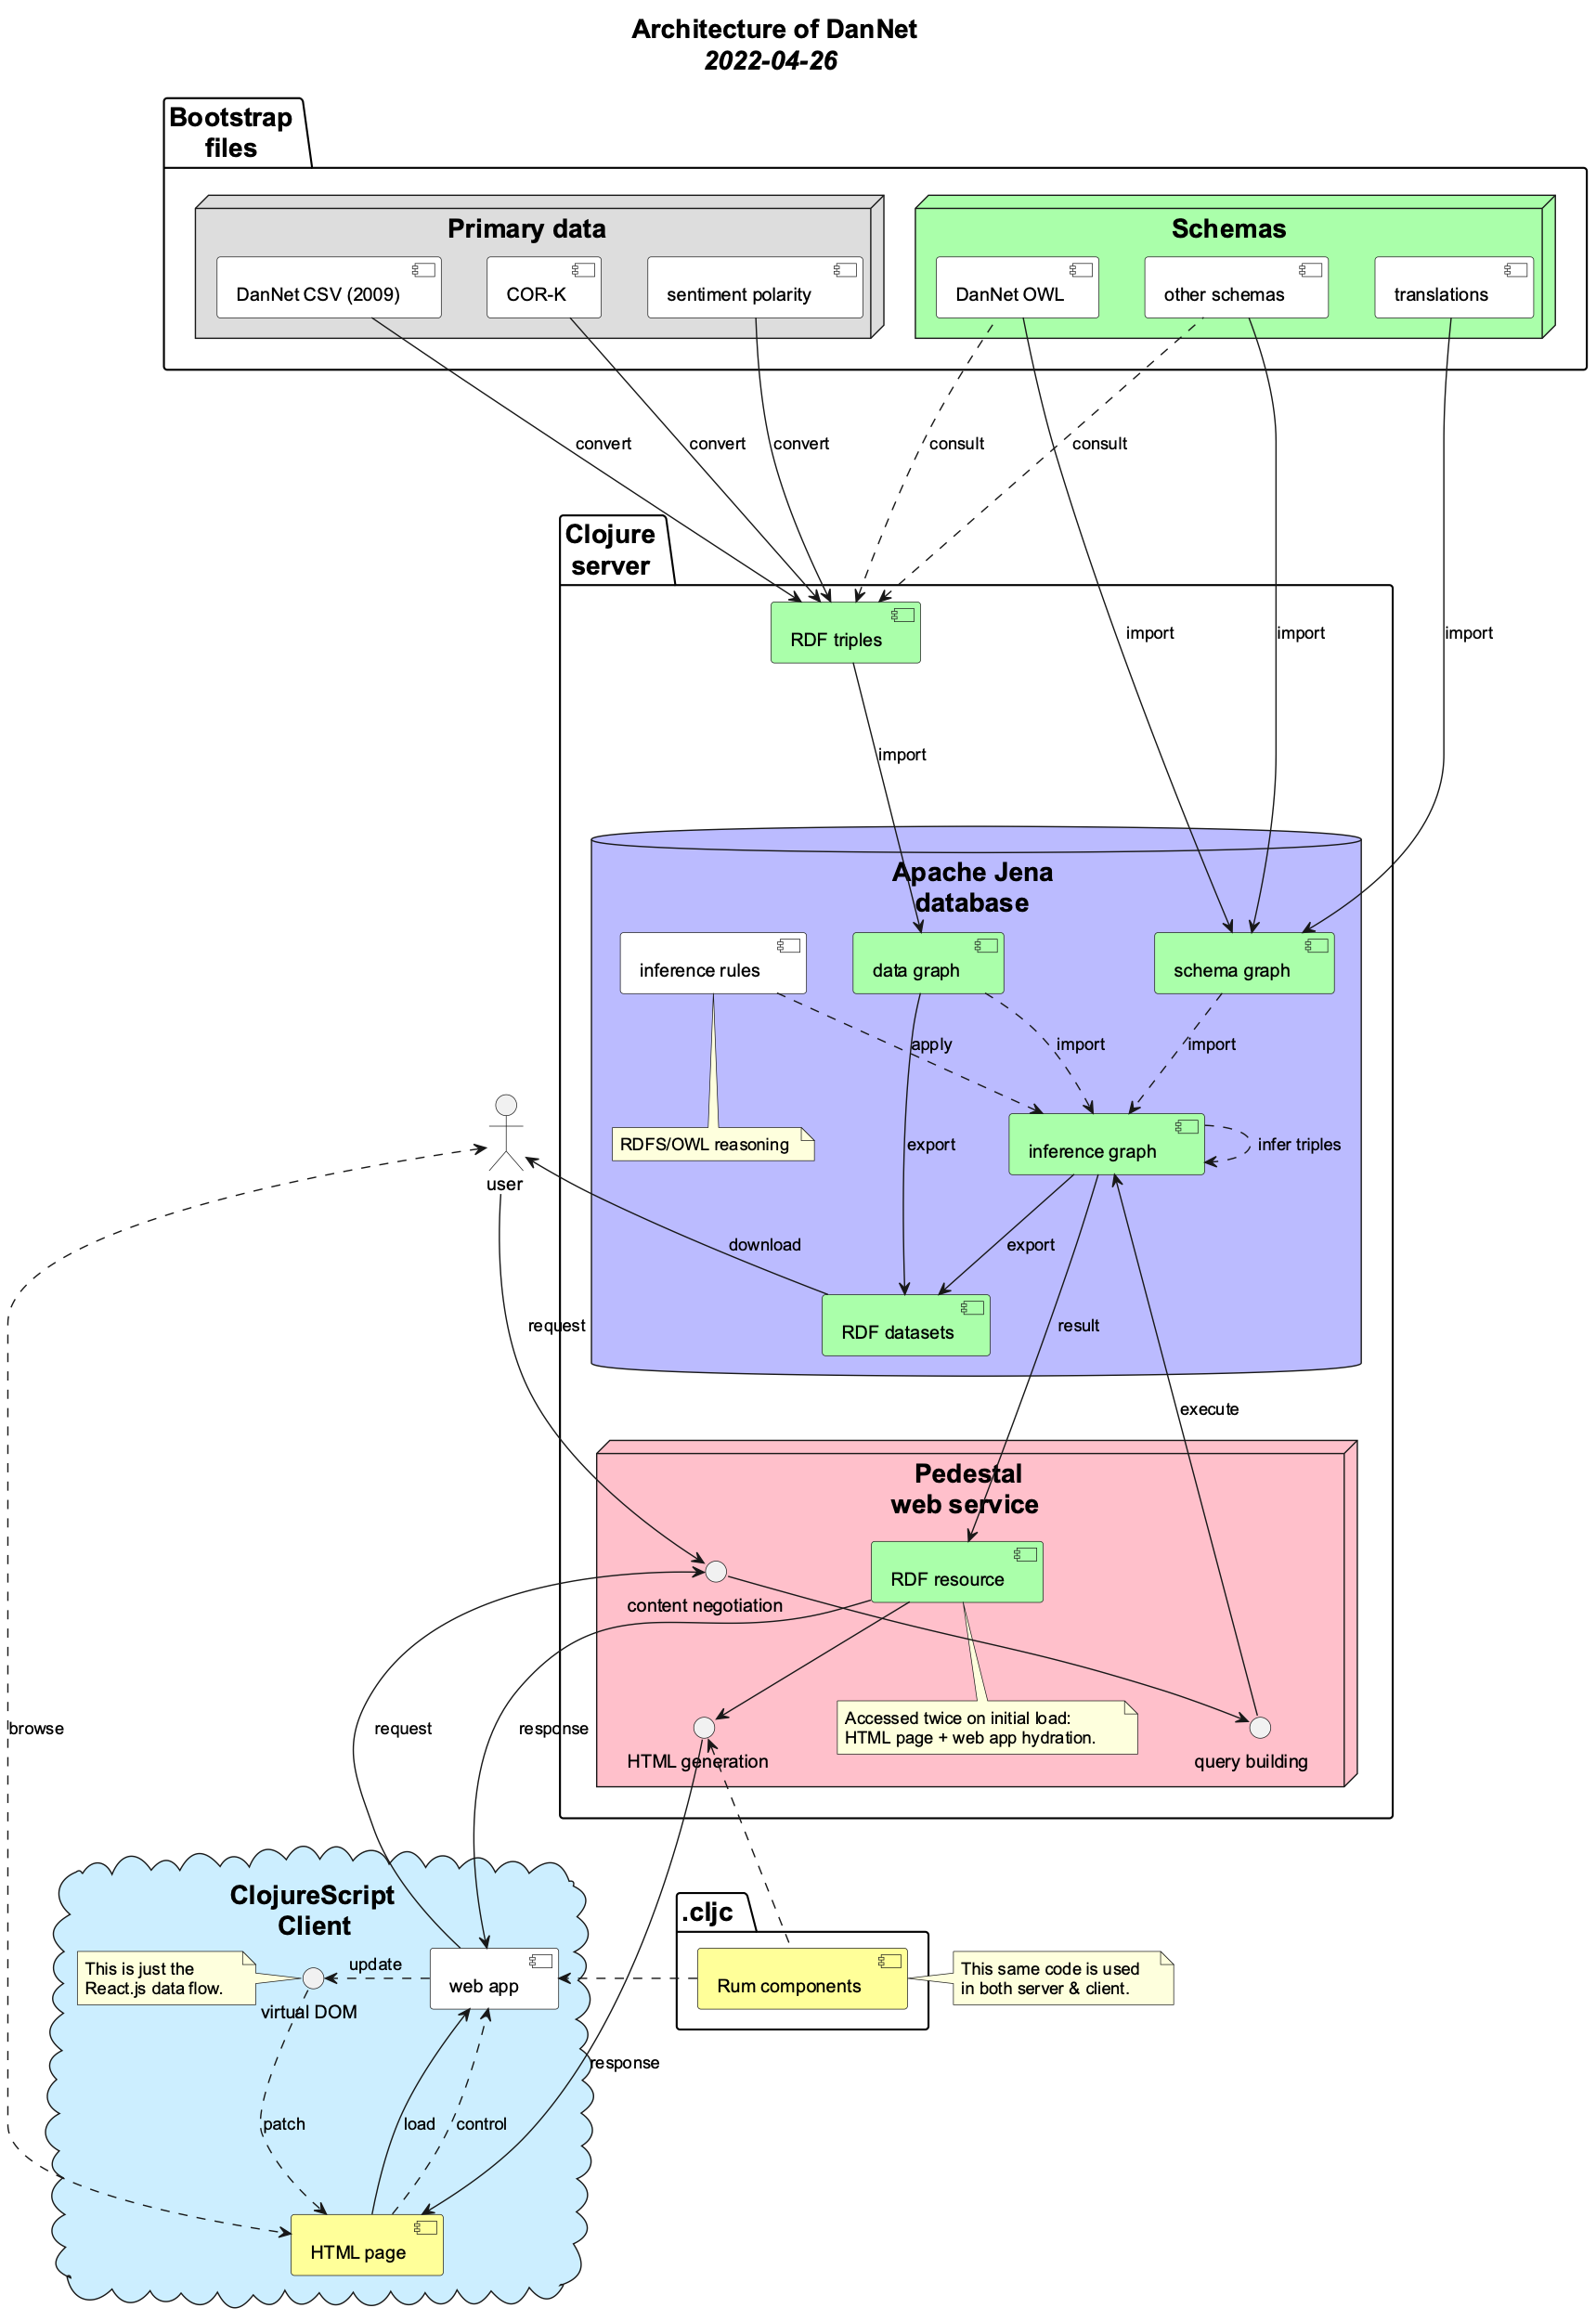 Architecture of DanNet
2022-04-26
Bootstrap
files
Primary data
Schemas
DanNet CSV (2009)
COR-K
sentiment polarity
DanNet OWL
other schemas
translations
convert
convert
convert
consult
consult
Clojure
server
RDF triples
import
import
import
import
Apache Jena
database
inference rules
data graph
schema graph
apply
import
import
RDFS/OWL reasoning
export
inference graph
infer triples
user
download
export
RDF datasets
request
result
execute
Pedestal
web service
RDF resource
content negotiation
browse
request
response
Accessed twice on initial load:
HTML page + web app hydration.
HTML generation
query building
ClojureScript
Client
.cljc
This is just the
React.js data flow.
update
virtual DOM
web app
Rum components
This same code is used
in both server & client.
response
patch
load
control
HTML page